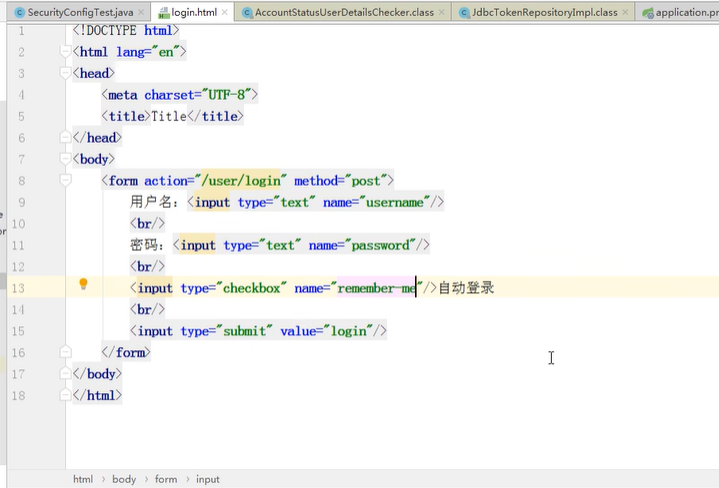 SecurityConfigTest.java
login.html
AccountStatusUserDetailsChecker.class
JdbcTokenRepositoryImpl.class
application.pr
1 <!DOCTYPE html>
2 <html lang="en">
3 <head>
4 <meta charset="UTF-8">
5 <title>Title</title>
6 </head>
7 <body>
8 <form action="/user/login" method="post">
9 用户名：<input type="text" name="username"/>
10 <br/>
11 密码：<input type="text" name="password"/>
12 <br/>
13 <input type="checkbox" name="remember-me"/>自动登录
14 <br/>
15 <input type="submit" value="login"/>
16 </form>
17 </body>
18 </html>
html › body › form › input